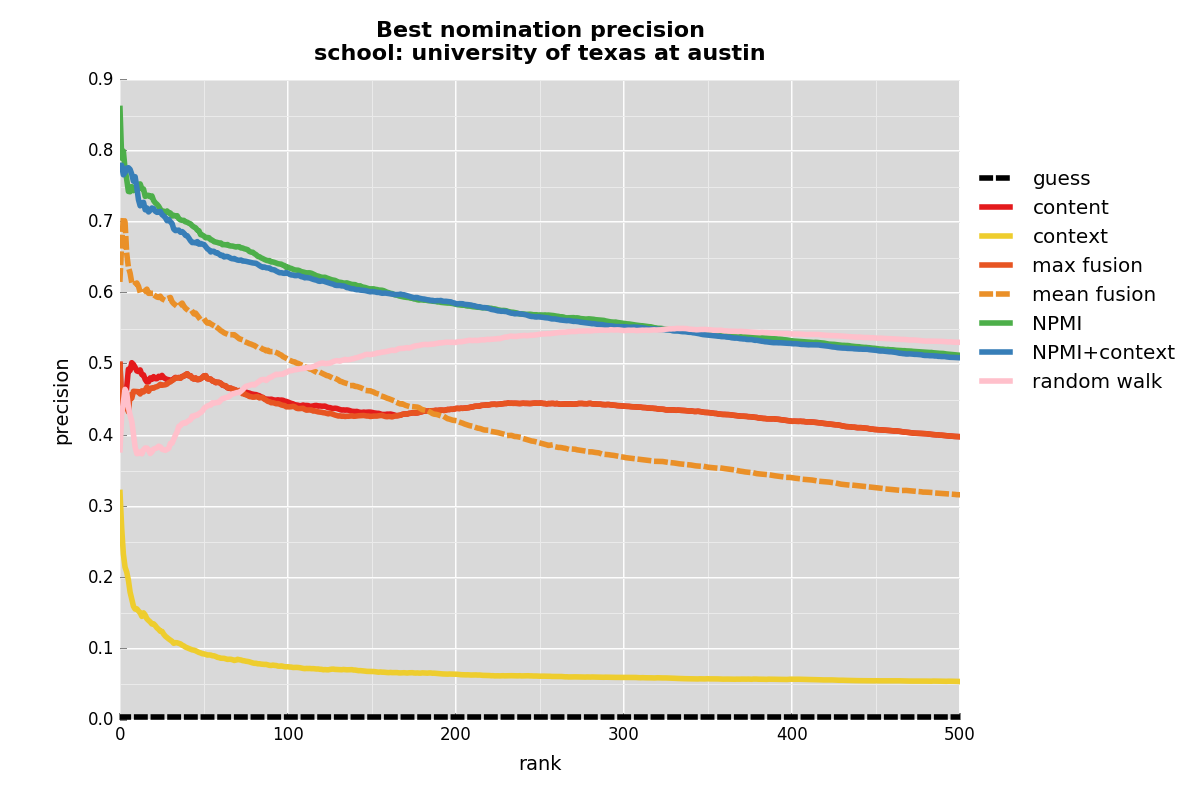 Best nomination precision
school: university of texas at austin
0.9
0.8
0.7
0.6
0.5
0.4
0.3
0.2
0.1
0.0
precision
0 100 200 300 400 500
rank
guess
content
context
max fusion
mean fusion
NPMI
NPMI+context
random walk